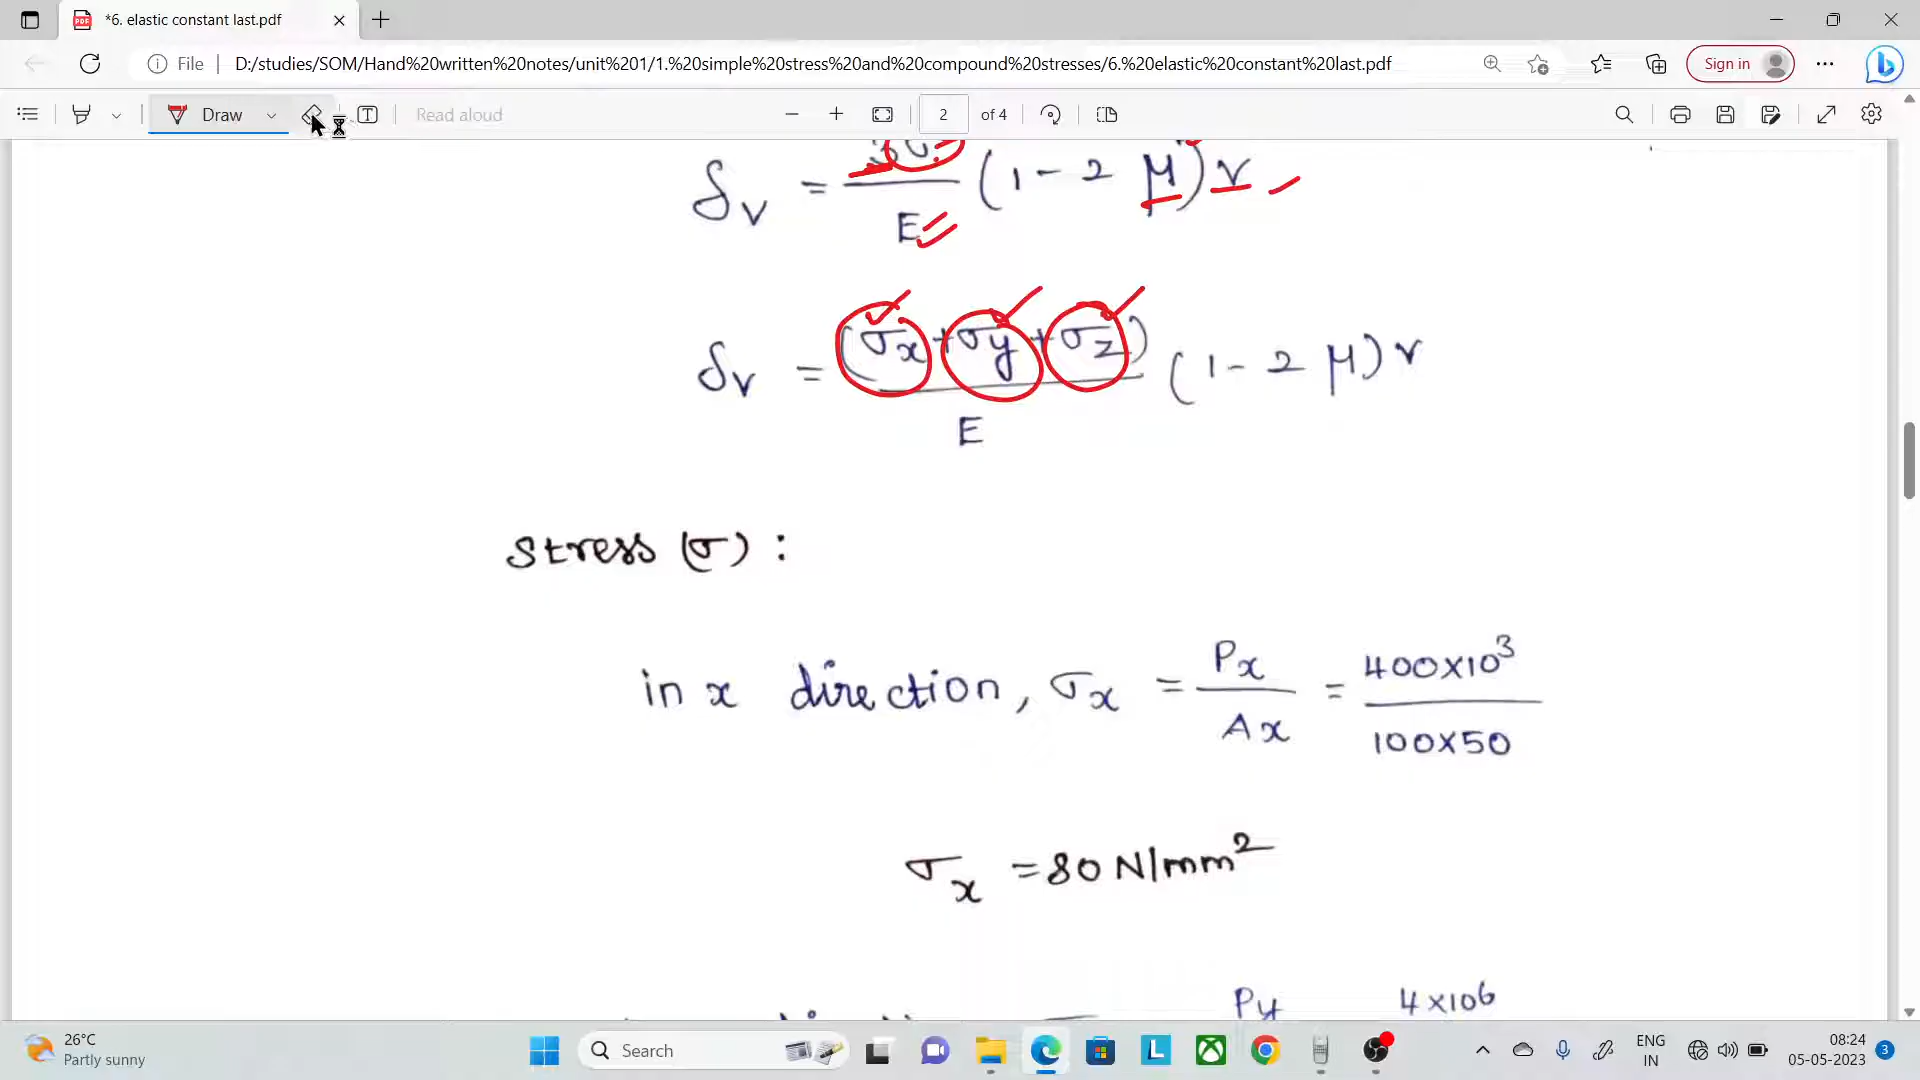 *6. elastic constant last.pdf
File | D:/studies/SOM/Hand%20written%20notes/unit%201/1.%20simple%20stress%20and%20compound%20stresses/6.%20elastic%20constant%20last.pdf
Sign in
Draw
Read aloud
2 of 4
δv = 3σ/E (1-2μ)v
δv = (σx+σy+σz)/E (1-2μ)v
Stress (σ) :
in x direction, σx = Px/Ax = 400x10³/100x50
σx = 80 N/mm²
Py 4x10⁶
26°C
Partly sunny
Search
ENG
IN
08:24
05-05-2023
3